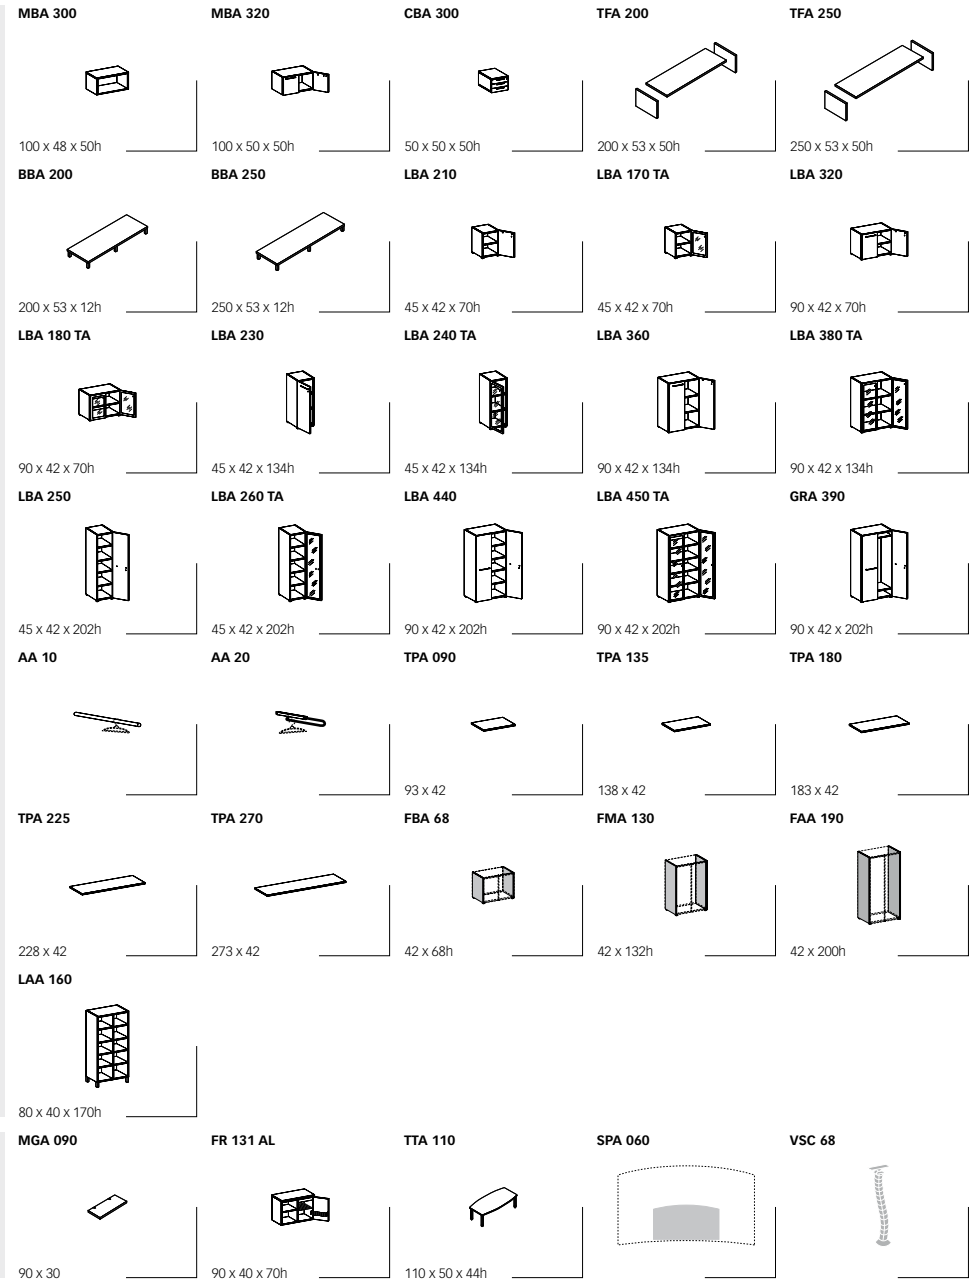 MBA 300 MBA 320 CBA 300 TFA 200 TFA 250
100 x 48 x 50h 100 x 50 x 50h 50 x 50 x 50h 200 x 53 x 50h 250 x 53 x 50h
BBA 200 BBA 250 LBA 210 LBA 170 TA LBA 320
200 x 53 x 12h 250 x 53 x 12h 45 x 42 x 70h 45 x 42 x 70h 90 x 42 x 70h
LBA 180 TA LBA 230 LBA 240 TA LBA 360 LBA 380 TA
90 x 42 x 70h 45 x 42 x 134h 45 x 42 x 134h 90 x 42 x 134h 90 x 42 x 134h
LBA 250 LBA 260 TA LBA 440 LBA 450 TA GRA 390
45 x 42 x 202h 45 x 42 x 202h 90 x 42 x 202h 90 x 42 x 202h 90 x 42 x 202h
AA 10 AA 20 TPA 090 TPA 135 TPA 180
93 x 42 138 x 42 183 x 42
TPA 225 TPA 270 FBA 68 FMA 130 FAA 190
228 x 42 273 x 42 42 x 68h 42 x 132h 42 x 200h
LAA 160
80 x 40 x 170h
MGA 090 FR 131 AL TTA 110 SPA 060 VSC 68
90 x 30 90 x 40 x 70h 110 x 50 x 44h